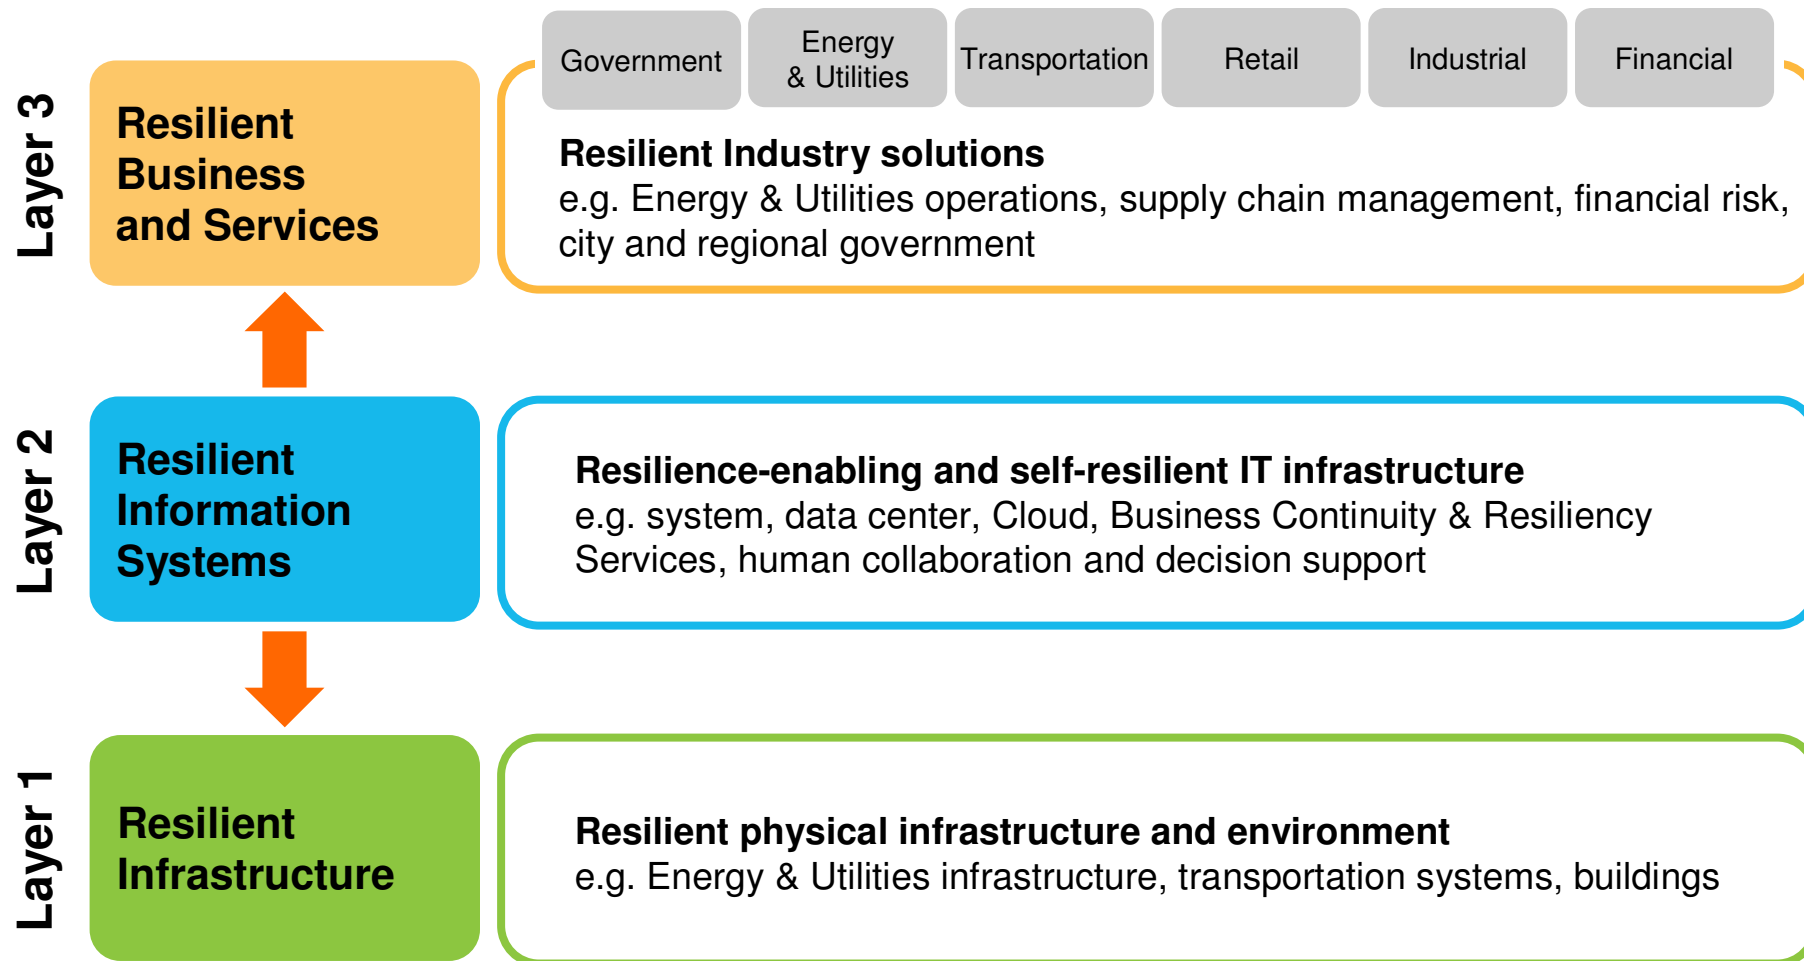 Government
Energy
& Utilities
Transportation
Retail
Industrial
Financial
Layer 3
Resilient
Business
and Services
Resilient Industry solutions
e.g. Energy & Utilities operations, supply chain management, financial risk,
city and regional government
Layer 2
Resilient
Information
Systems
Resilience-enabling and self-resilient IT infrastructure
e.g. system, data center, Cloud, Business Continuity & Resiliency
Services, human collaboration and decision support
Layer 1
Resilient
Infrastructure
Resilient physical infrastructure and environment
e.g. Energy & Utilities infrastructure, transportation systems, buildings